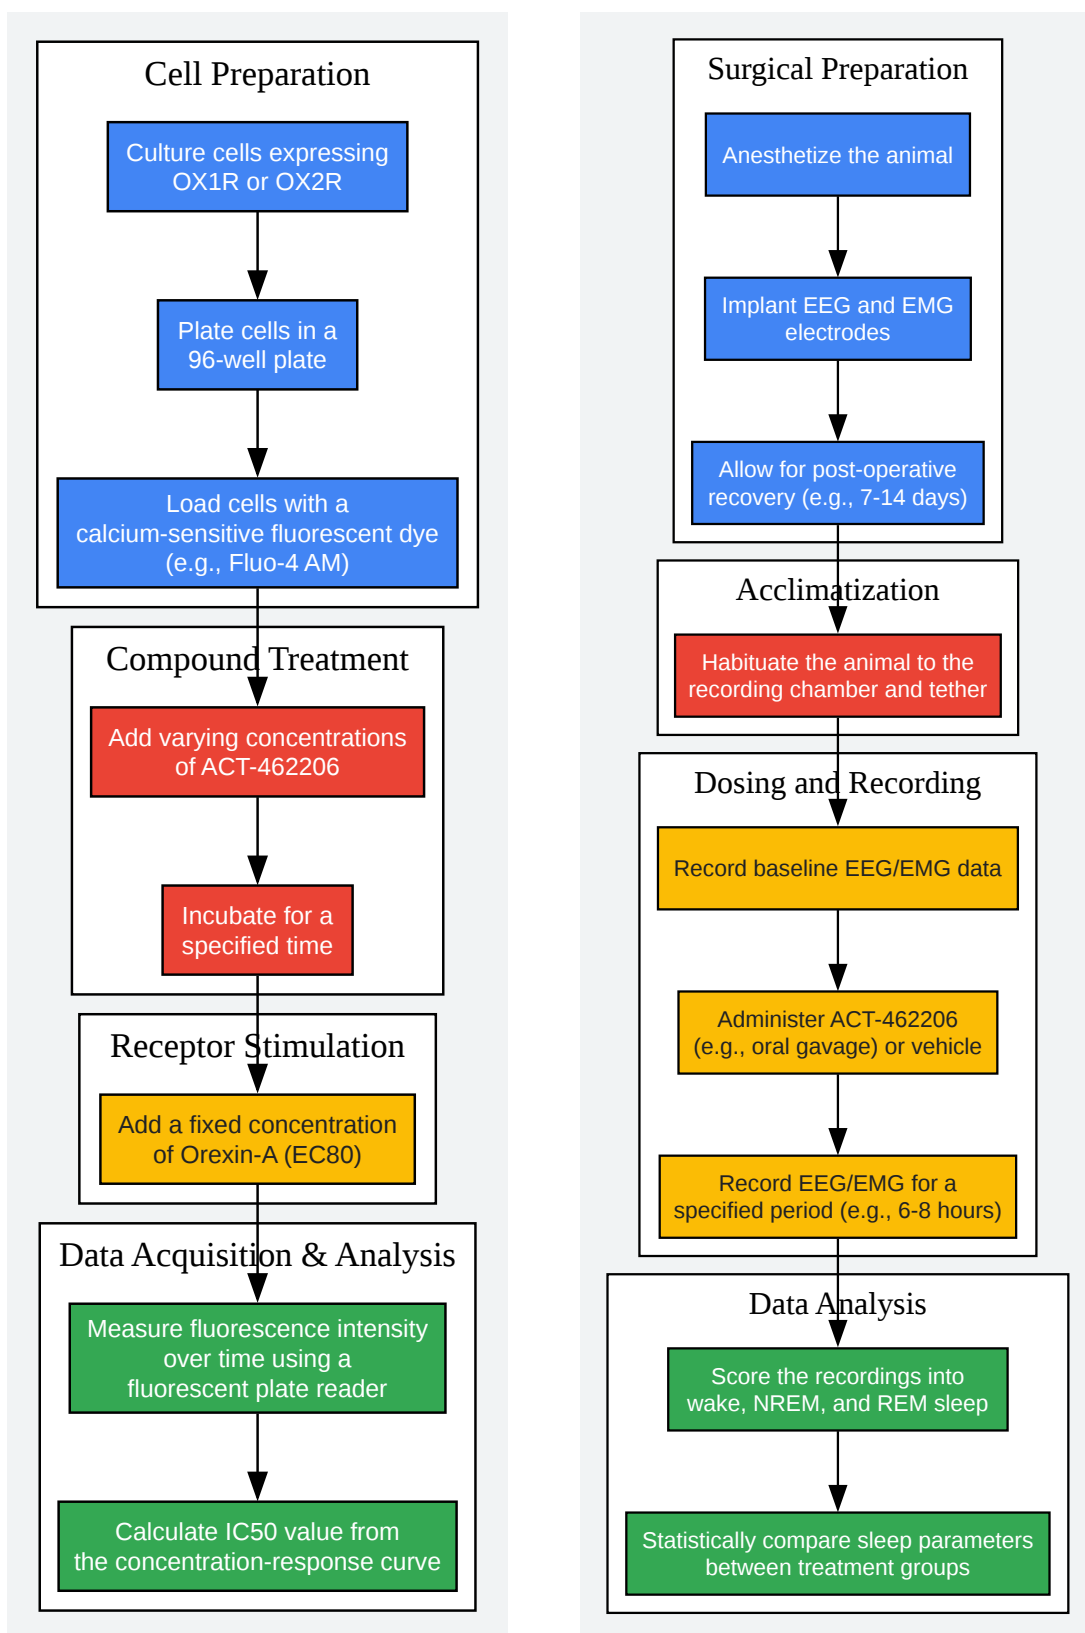 Cell Preparation
Culture cells expressing
OX1R or OX2R
Plate cells in a
96-well plate
Load cells with a
calcium-sensitive fluorescent dye
(e.g., Fluo-4 AM)
Compound Treatment
Add varying concentrations
of ACT-462206
Incubate for a
specified time
Receptor Stimulation
Add a fixed concentration
of Orexin-A (EC80)
Data Acquisition & Analysis
Measure fluorescence intensity
over time using a
fluorescent plate reader
Calculate IC50 value from
the concentration-response curve
Surgical Preparation
Anesthetize the animal
Implant EEG and EMG
electrodes
Allow for post-operative
recovery (e.g., 7-14 days)
Acclimatization
Habituate the animal to the
recording chamber and tether
Dosing and Recording
Record baseline EEG/EMG data
Administer ACT-462206
(e.g., oral gavage) or vehicle
Record EEG/EMG for a
specified period (e.g., 6-8 hours)
Data Analysis
Score the recordings into
wake, NREM, and REM sleep
Statistically compare sleep parameters
between treatment groups